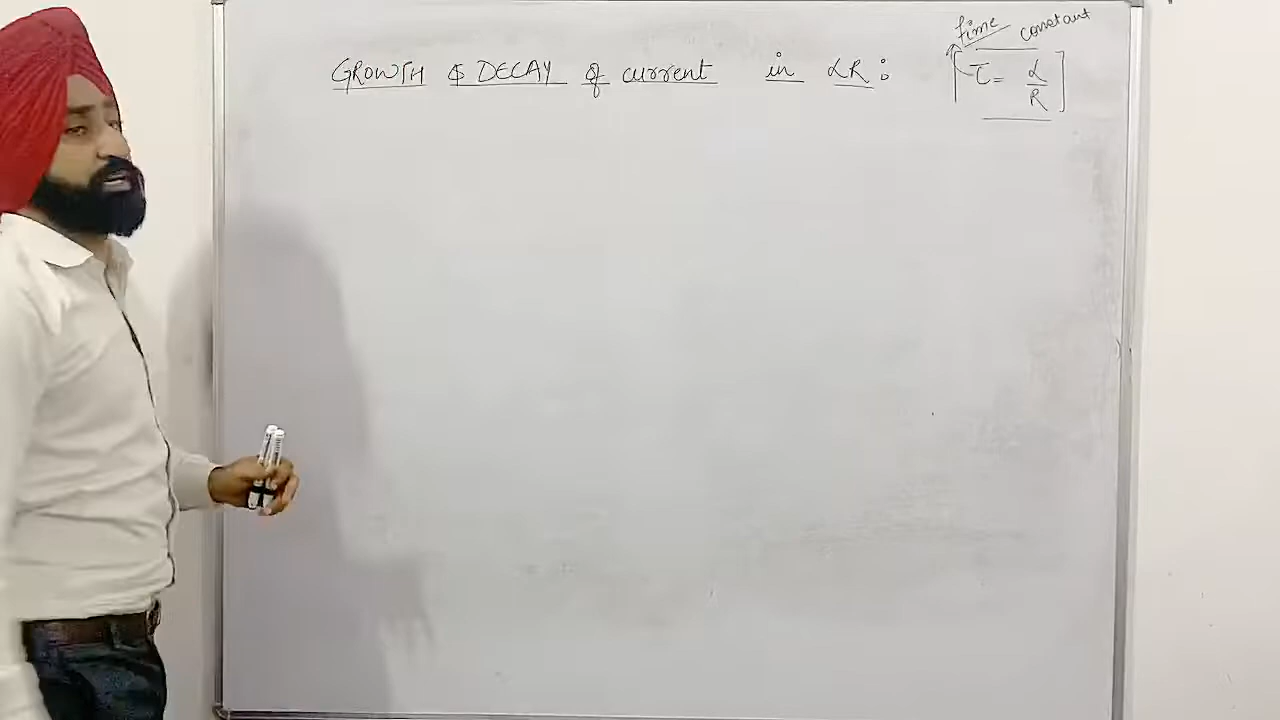 GROWTH & DECAY of current in LR :
time constant
τ = L/R